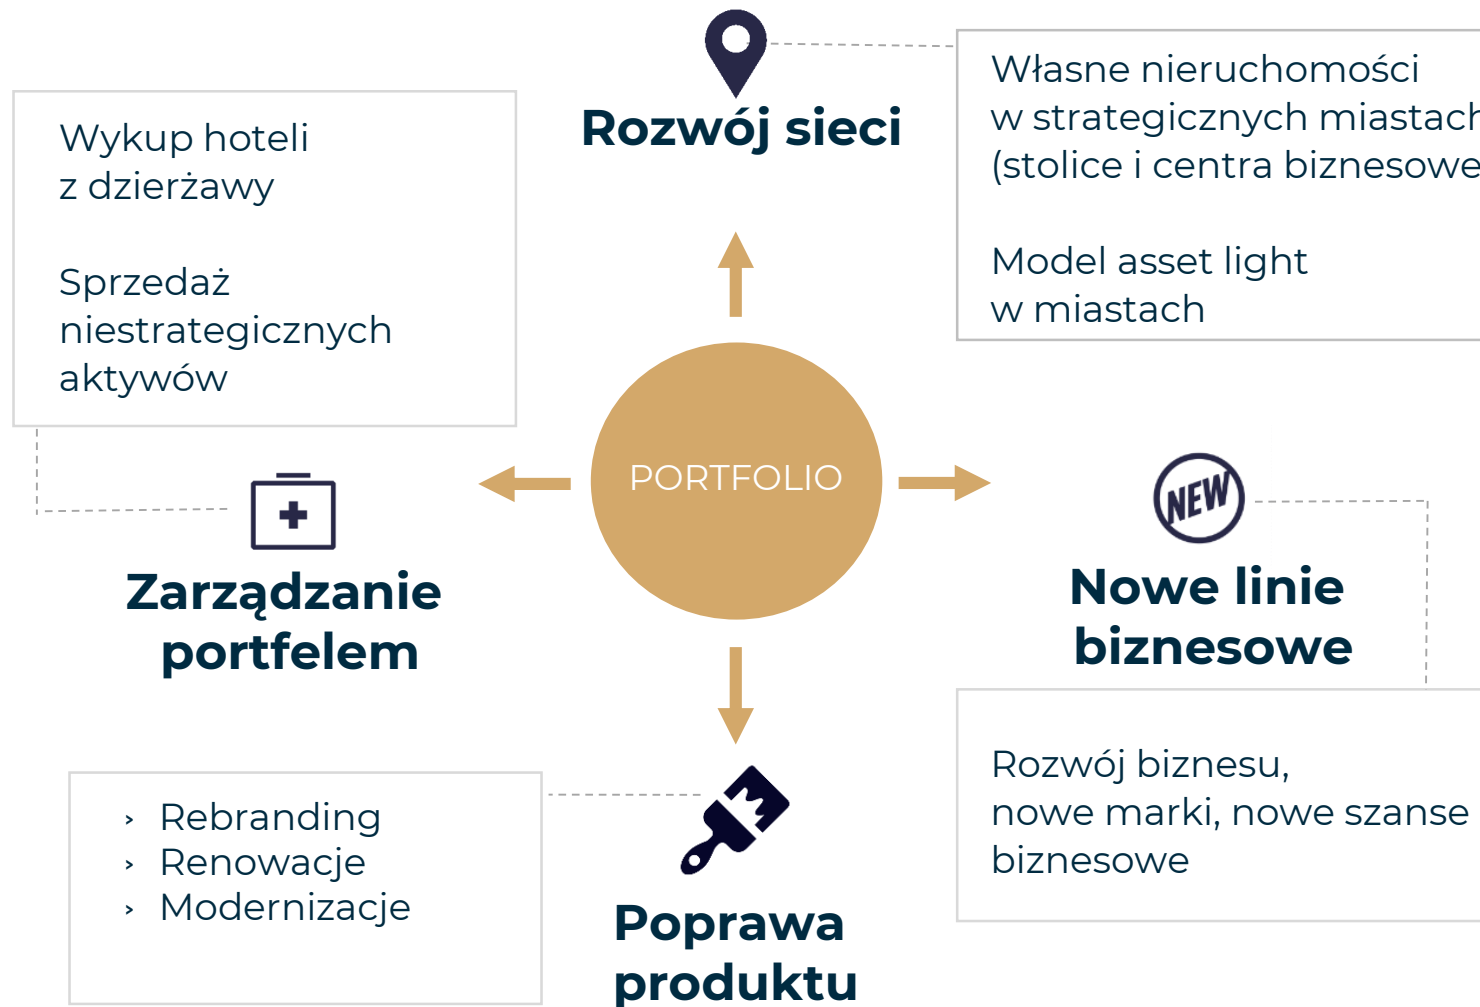 Rozwój sieci
Własne nieruchomości
w strategicznych miastach
(stolice i centra biznesowe
Model asset light
w miastach
Wykup hoteli
z dzierżawy
Sprzedaż
niestrategicznych
aktywów
PORTFOLIO
Zarządzanie
portfelem
NEW
Nowe linie
biznesowe
Rozwój biznesu,
nowe marki, nowe szanse
biznesowe
› Rebranding
› Renowacje
› Modernizacje
Poprawa
produktu